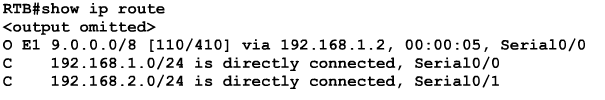 RTB#show ip route
<output omitted>
O E1 9.0.0.0/8 [110/410] via 192.168.1.2, 00:00:05, Serial0/0
C    192.168.1.0/24 is directly connected, Serial0/0
C    192.168.2.0/24 is directly connected, Serial0/1